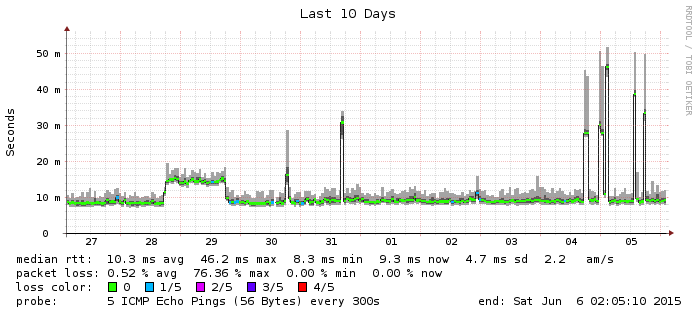 Last 10 Days
RRDTOOL / TOBI OETIKER
Seconds
50 m
40 m
30 m
20 m
10 m
0
27 28 29 30 31 01 02 03 04 05
median rtt: 10.3 ms avg 46.2 ms max 8.3 ms min 9.3 ms now 4.7 ms sd 2.2 am/s
packet loss: 0.52 % avg 76.36 % max 0.00 % min 0.00 % now
loss color: 0 1/5 2/5 3/5 4/5
probe: 5 ICMP Echo Pings (56 Bytes) every 300s end: Sat Jun 6 02:05:10 2015